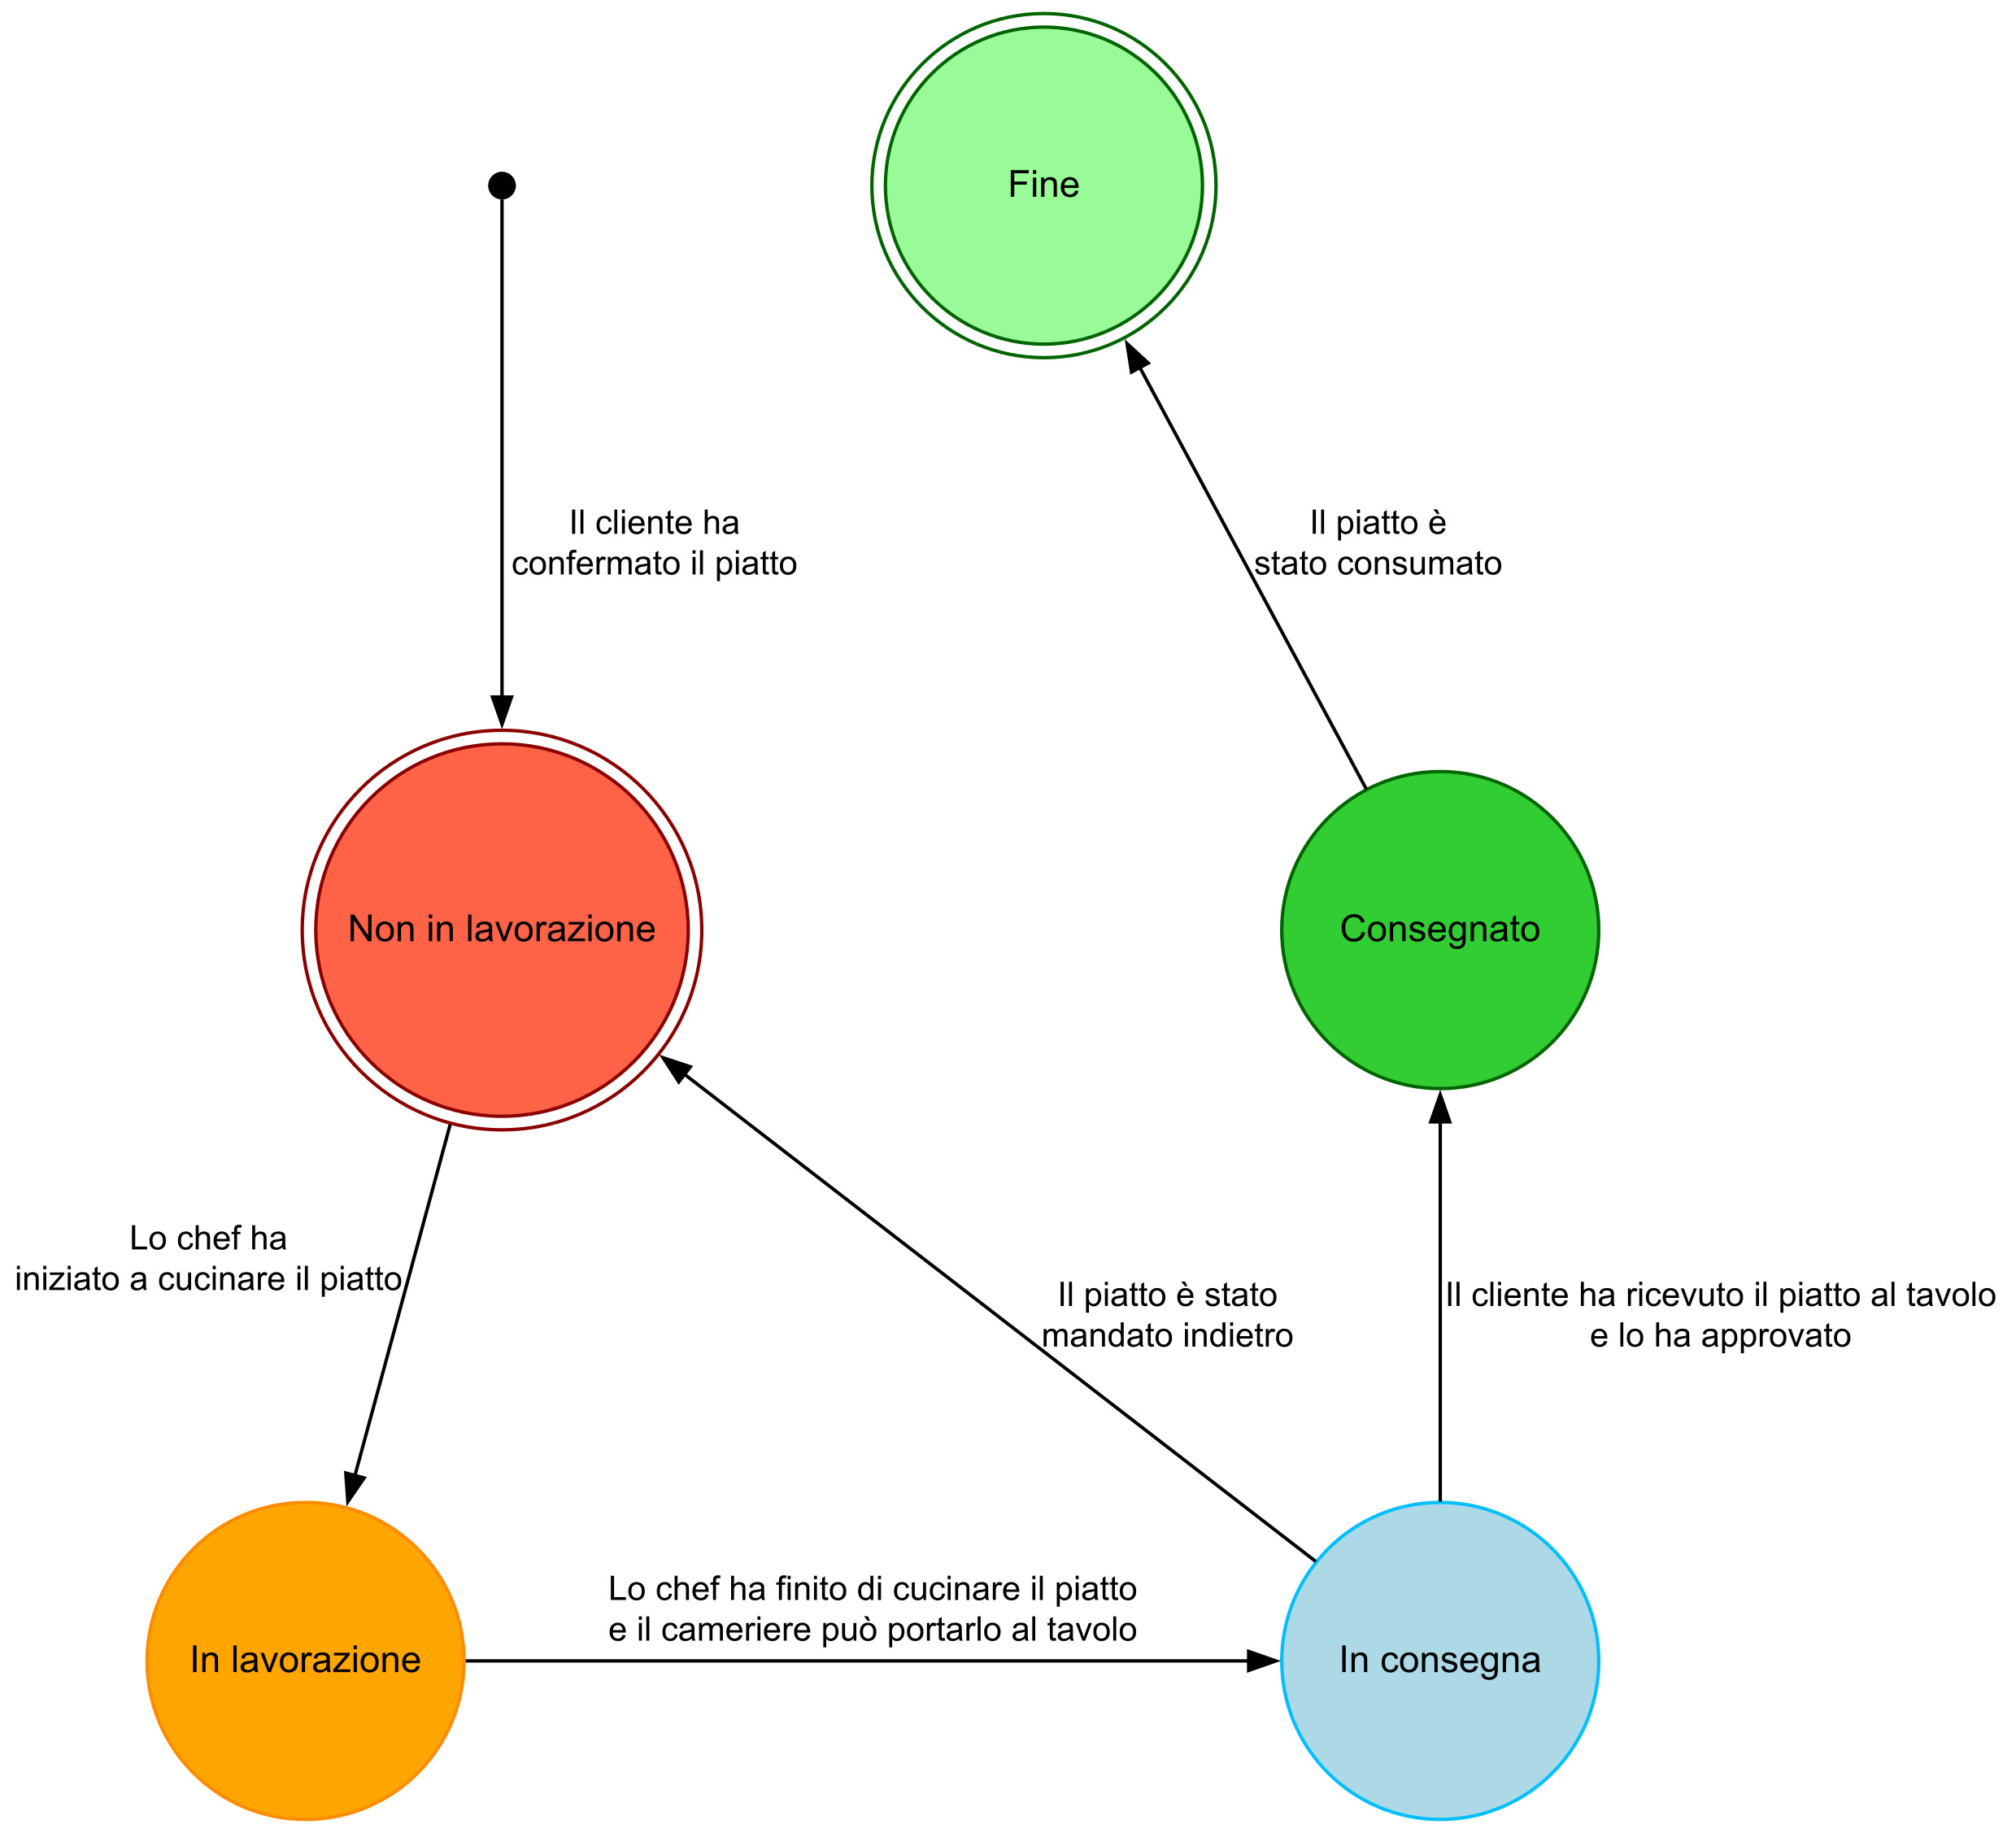 Fine
Il cliente ha
confermato il piatto
Il piatto è
stato consumato
Non in lavorazione
Consegnato
Lo chef ha
iniziato a cucinare il piatto
Il piatto è stato
mandato indietro
Il cliente ha ricevuto il piatto al tavolo
e lo ha approvato
Lo chef ha finito di cucinare il piatto
e il cameriere può portarlo al tavolo
In lavorazione
In consegna